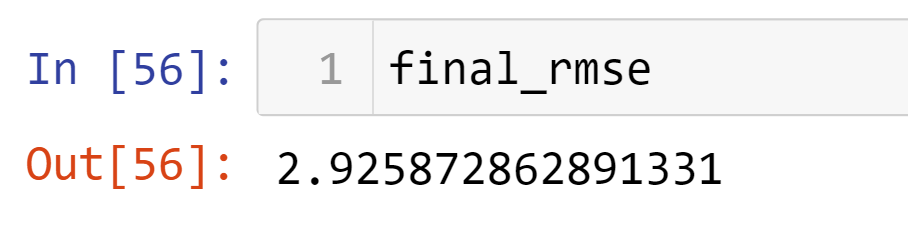 In [56]: 1 final_rmse
Out[56]: 2.925872862891331